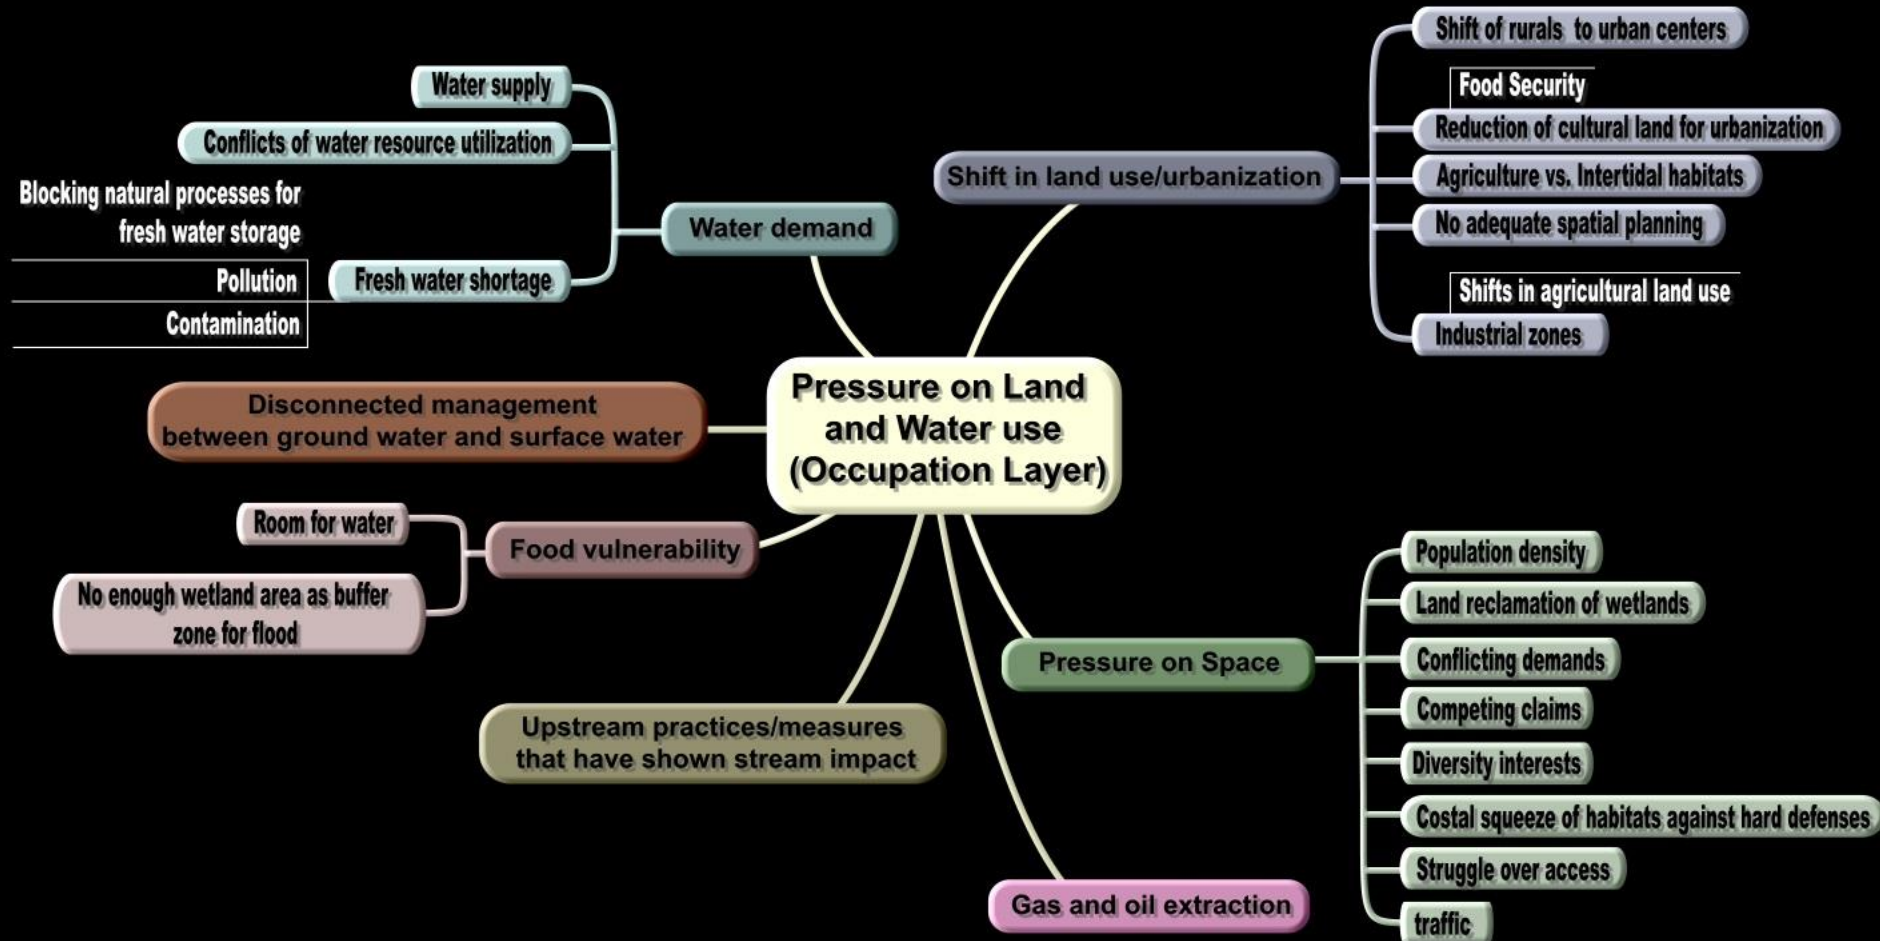 Water supply
Conflicts of water resource utilization
Blocking natural processes for
fresh water storage
Pollution
Contamination
Fresh water shortage
Water demand
Shift in land use/urbanization
Shift of rurals to urban centers
Food Security
Reduction of cultural land for urbanization
Agriculture vs. Intertidal habitats
No adequate spatial planning
Shifts in agricultural land use
Industrial zones
Pressure on Land
and Water use
(Occupation Layer)
Disconnected management
between ground water and surface water
Room for water
No enough wetland area as buffer
zone for flood
Food vulnerability
Upstream practices/measures
that have shown stream impact
Gas and oil extraction
Pressure on Space
Population density
Land reclamation of wetlands
Conflicting demands
Competing claims
Diversity interests
Costal squeeze of habitats against hard defenses
Struggle over access
traffic